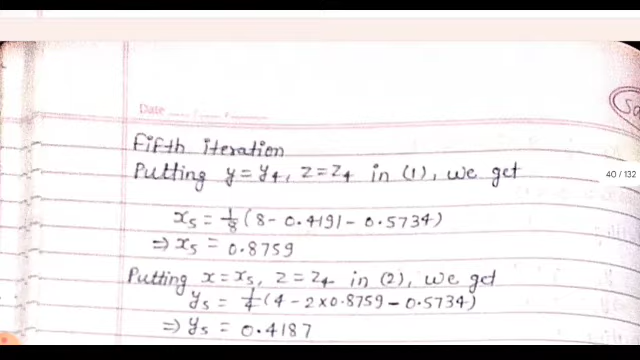 Date
50
Fifth iteration
Putting y = y₄, z = z₄ in (1), we get
40 / 132
x₅ = 1/8 (8 - 0.4191 - 0.5734)
⇒ x₅ = 0.8759
Putting x = x₅, z = z₄ in (2), we get
y₅ = 1/4 (4 - 2×0.8759 - 0.5734)
⇒ y₅ = 0.4187